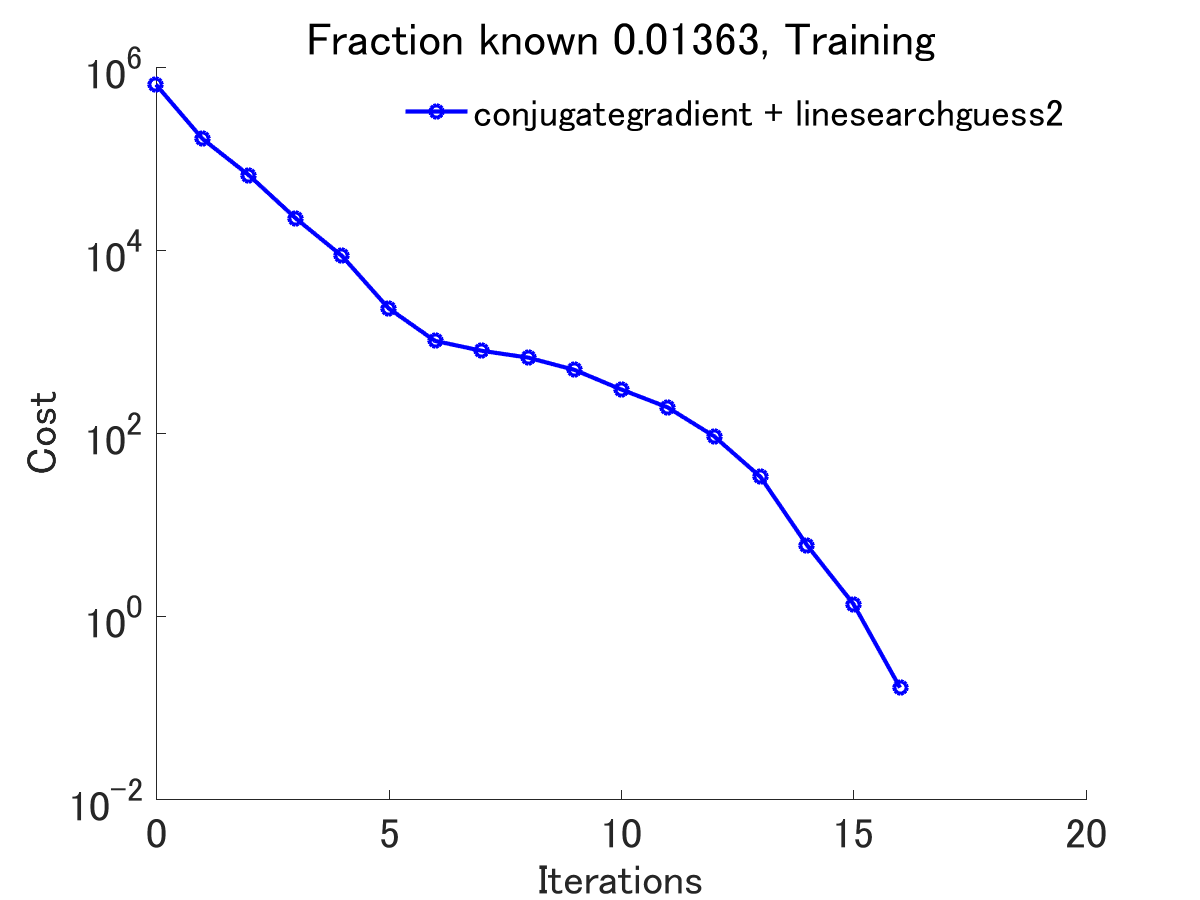 Fraction known 0.01363, Training
conjugategradient + linesearchguess2
10^6
10^4
10^2
10^0
10^-2
Cost
0 5 10 15 20
Iterations